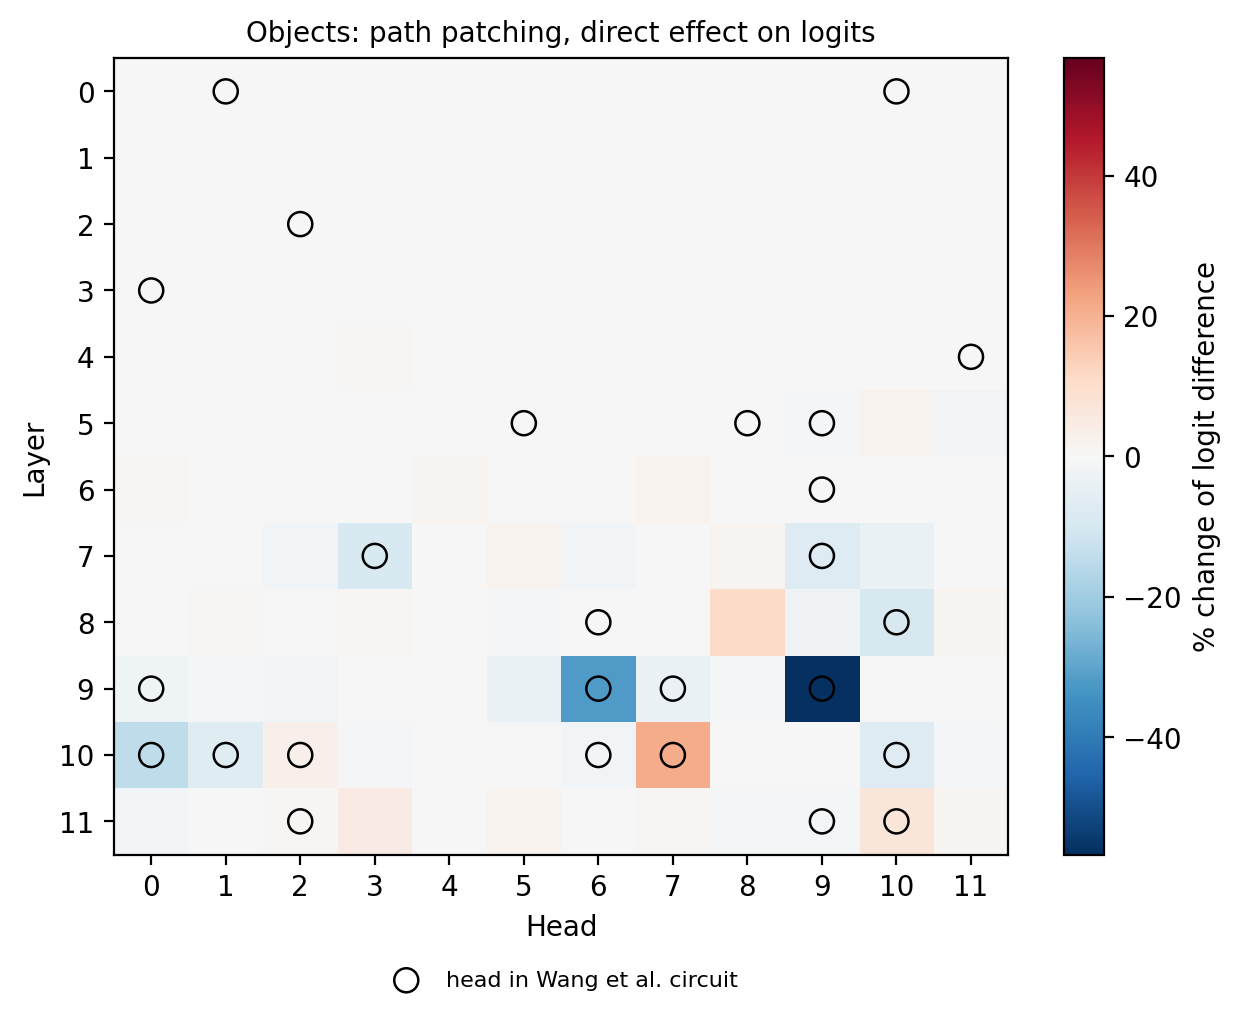 Objects: path patching, direct effect on logits
0
1
2
3
4
5
6
7
8
9
10
11
Layer
0 1 2 3 4 5 6 7 8 9 10 11
Head
40
20
0
−20
−40
% change of logit difference
head in Wang et al. circuit